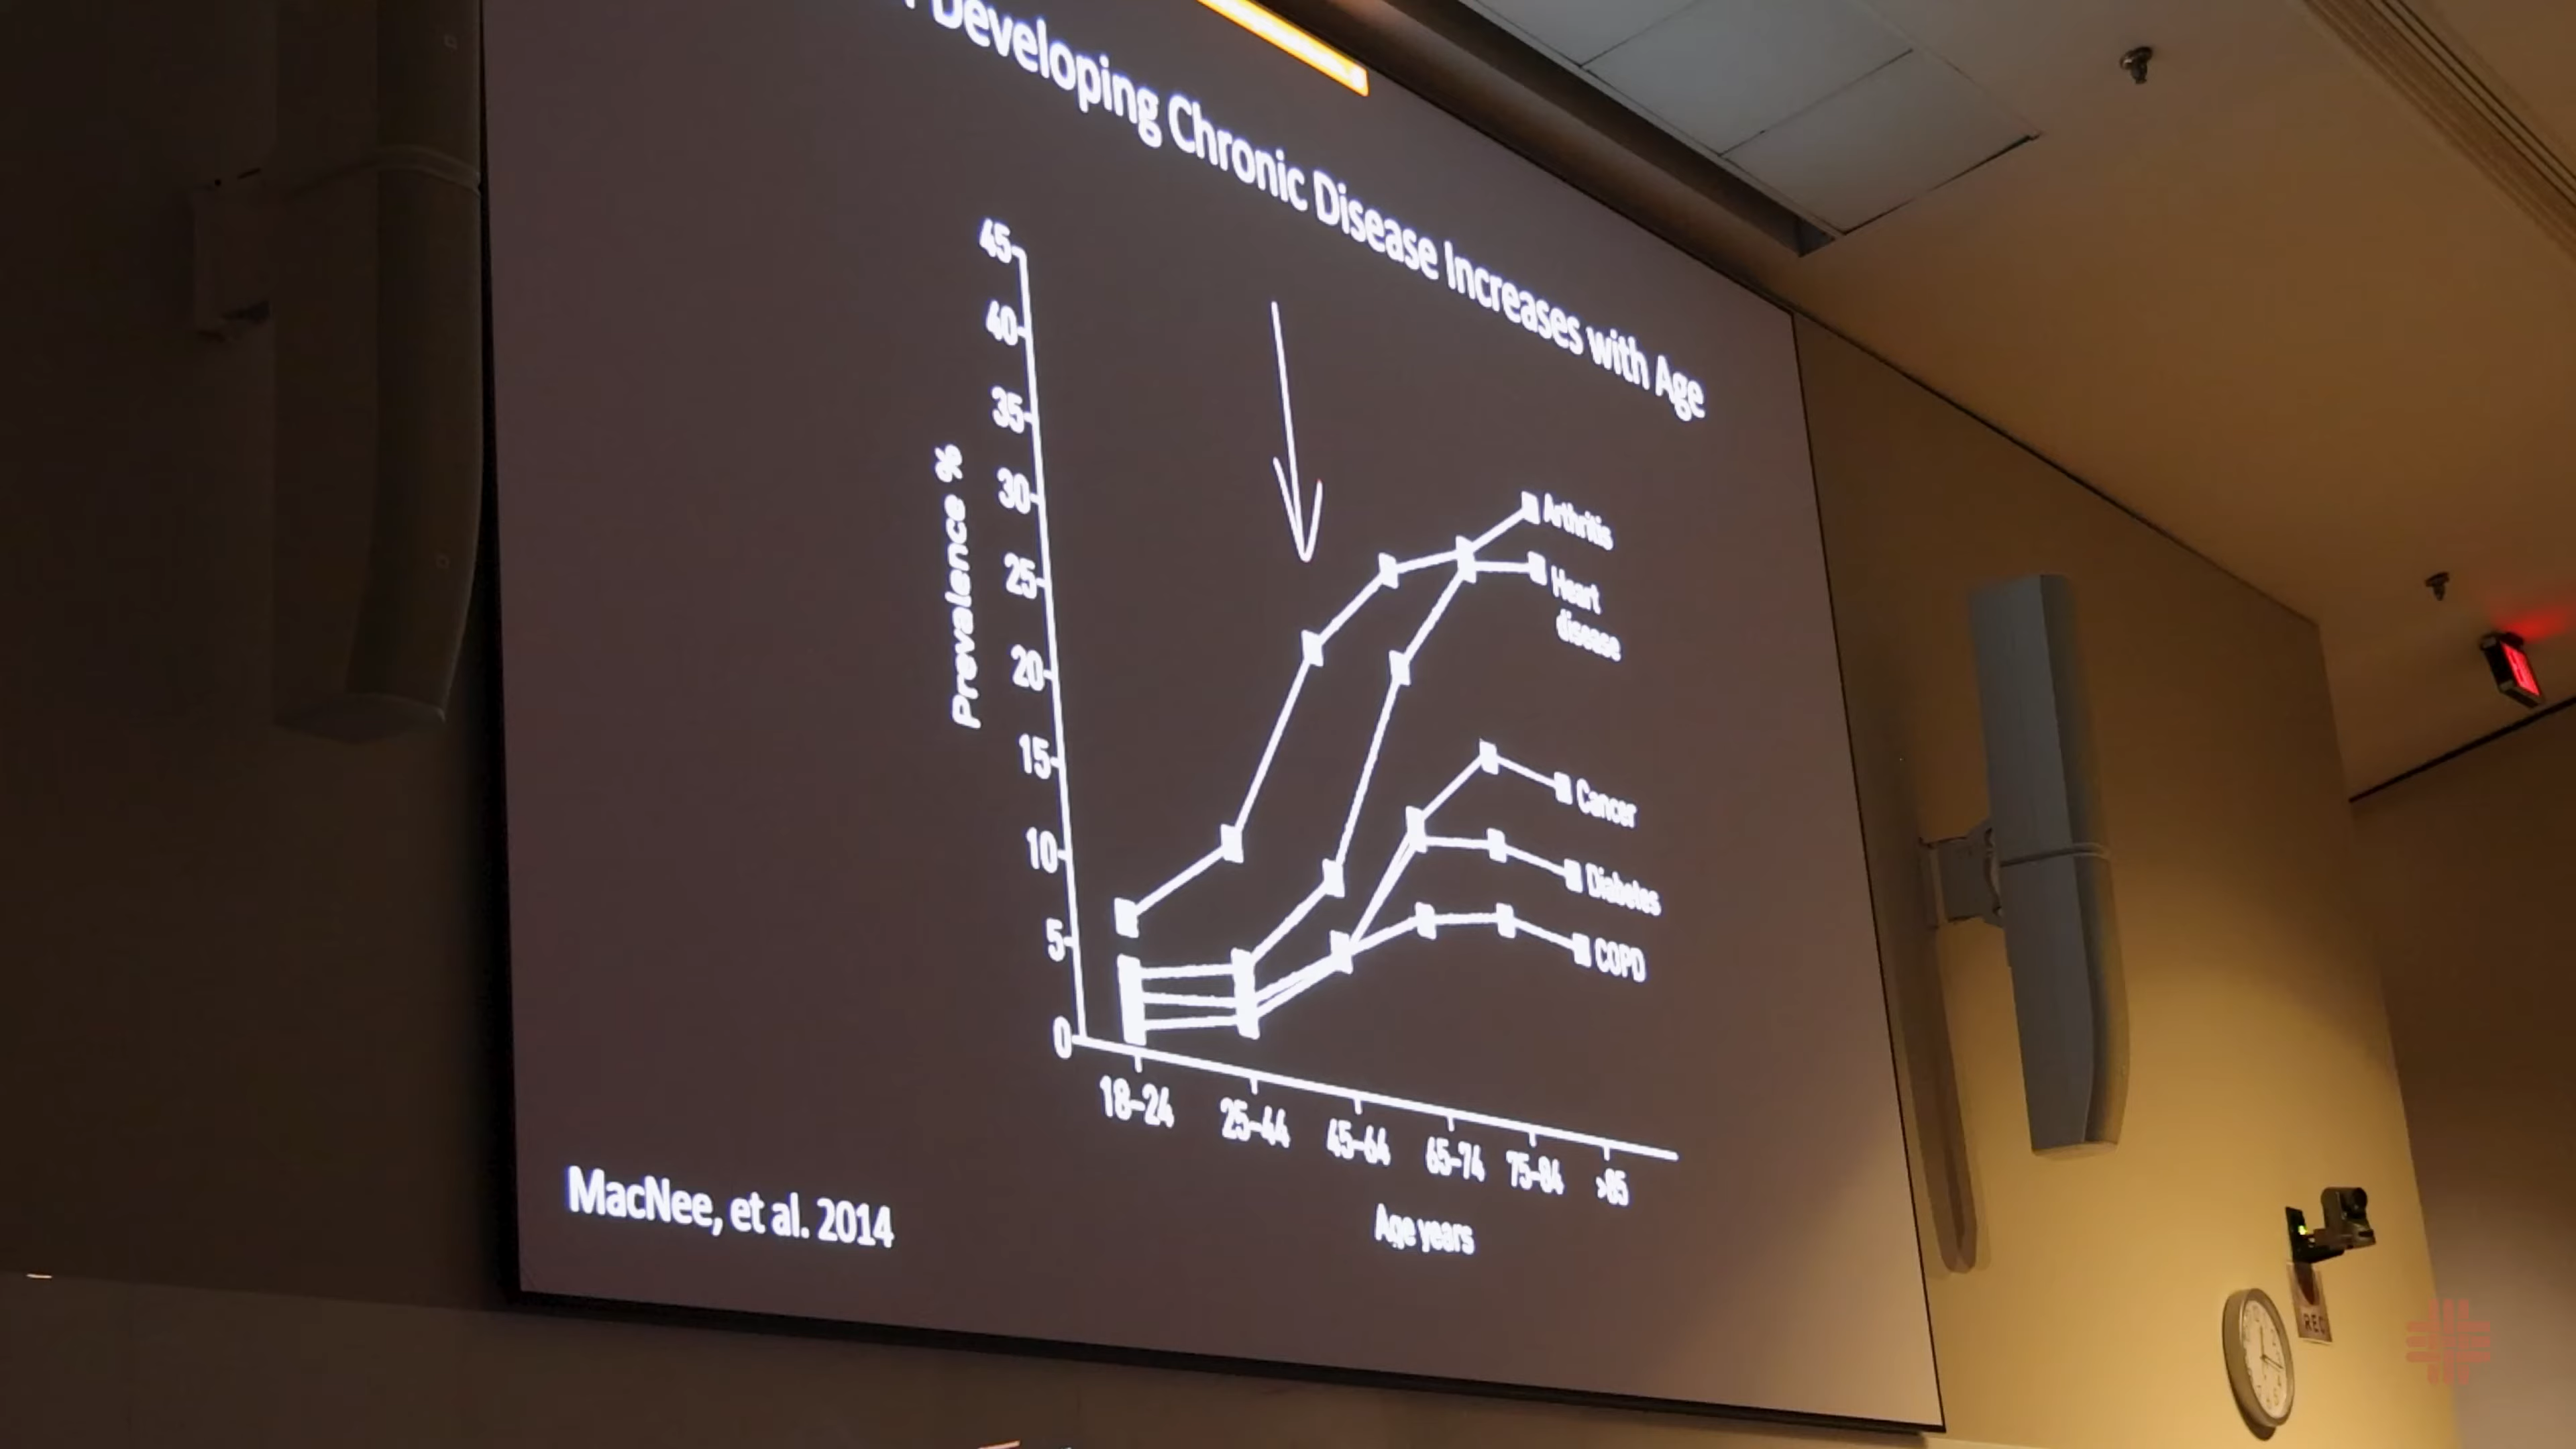 Developing Chronic Disease Increases with Age
45
40
35
30
25
20
15
10
5
0
Prevalence %
Arthritis
Heart
disease
Cancer
Diabetes
COPD
18–24
25–44
45–64
65–74
75–84
>85
Age years
MacNee, et al. 2014
REC